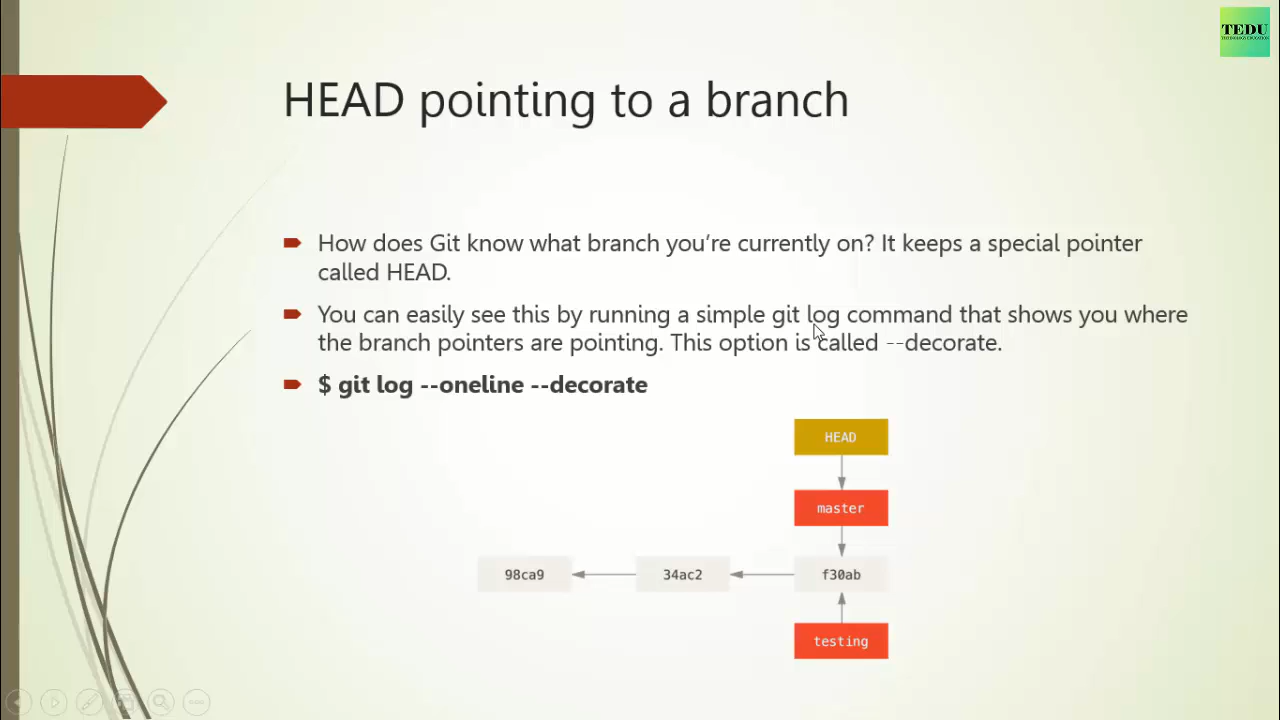 TEDU
TECHNOLOGY EDUCATION
HEAD pointing to a branch
How does Git know what branch you’re currently on? It keeps a special pointer
called HEAD.
You can easily see this by running a simple git log command that shows you where
the branch pointers are pointing. This option is called --decorate.
$ git log --oneline --decorate
HEAD
master
98ca9
34ac2
f30ab
testing